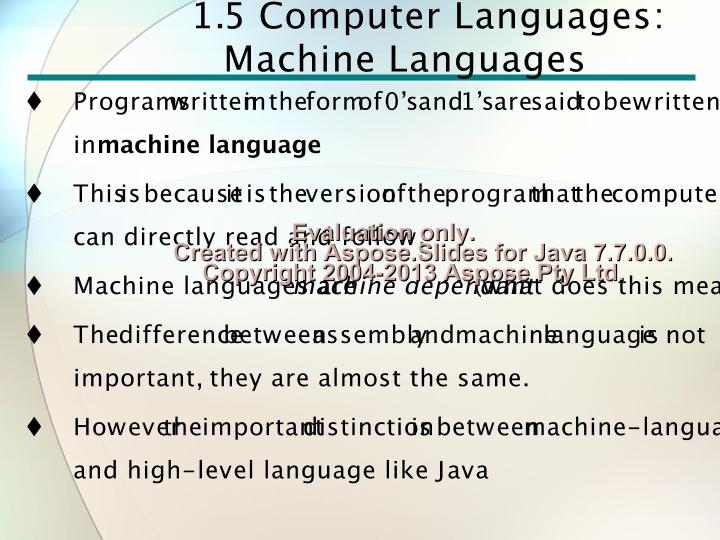 1.5 Computer Languages:
Machine Languages
♦ Programs written in the form of 0’s and 1’s are said to be written
in machine language
♦ This is because it is the version of the program that the compute
can directly read and follow
Evaluation only.
Created with Aspose.Slides for Java 7.7.0.0.
Copyright 2004-2013 Aspose Pty Ltd.
♦ Machine languages are machine dependent (what does this mea
♦ The difference between assembly and machine language is not
important, they are almost the same.
♦ However the important distinction is between machine-langua
and high-level language like Java